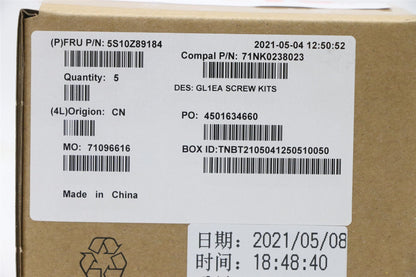 (P)FRU P/N: 5S10Z89184 2021-05-04 12:50:52
Compal P/N: 71NK0238023
Quantity: 5
DES: GL1EA SCREW KITS
(4L)Origion: CN PO: 4501634660
MO: 71096616 BOX ID:TNBT2105041250510050
Made in China
日期: 2021/05/08
时间: 18:48:40